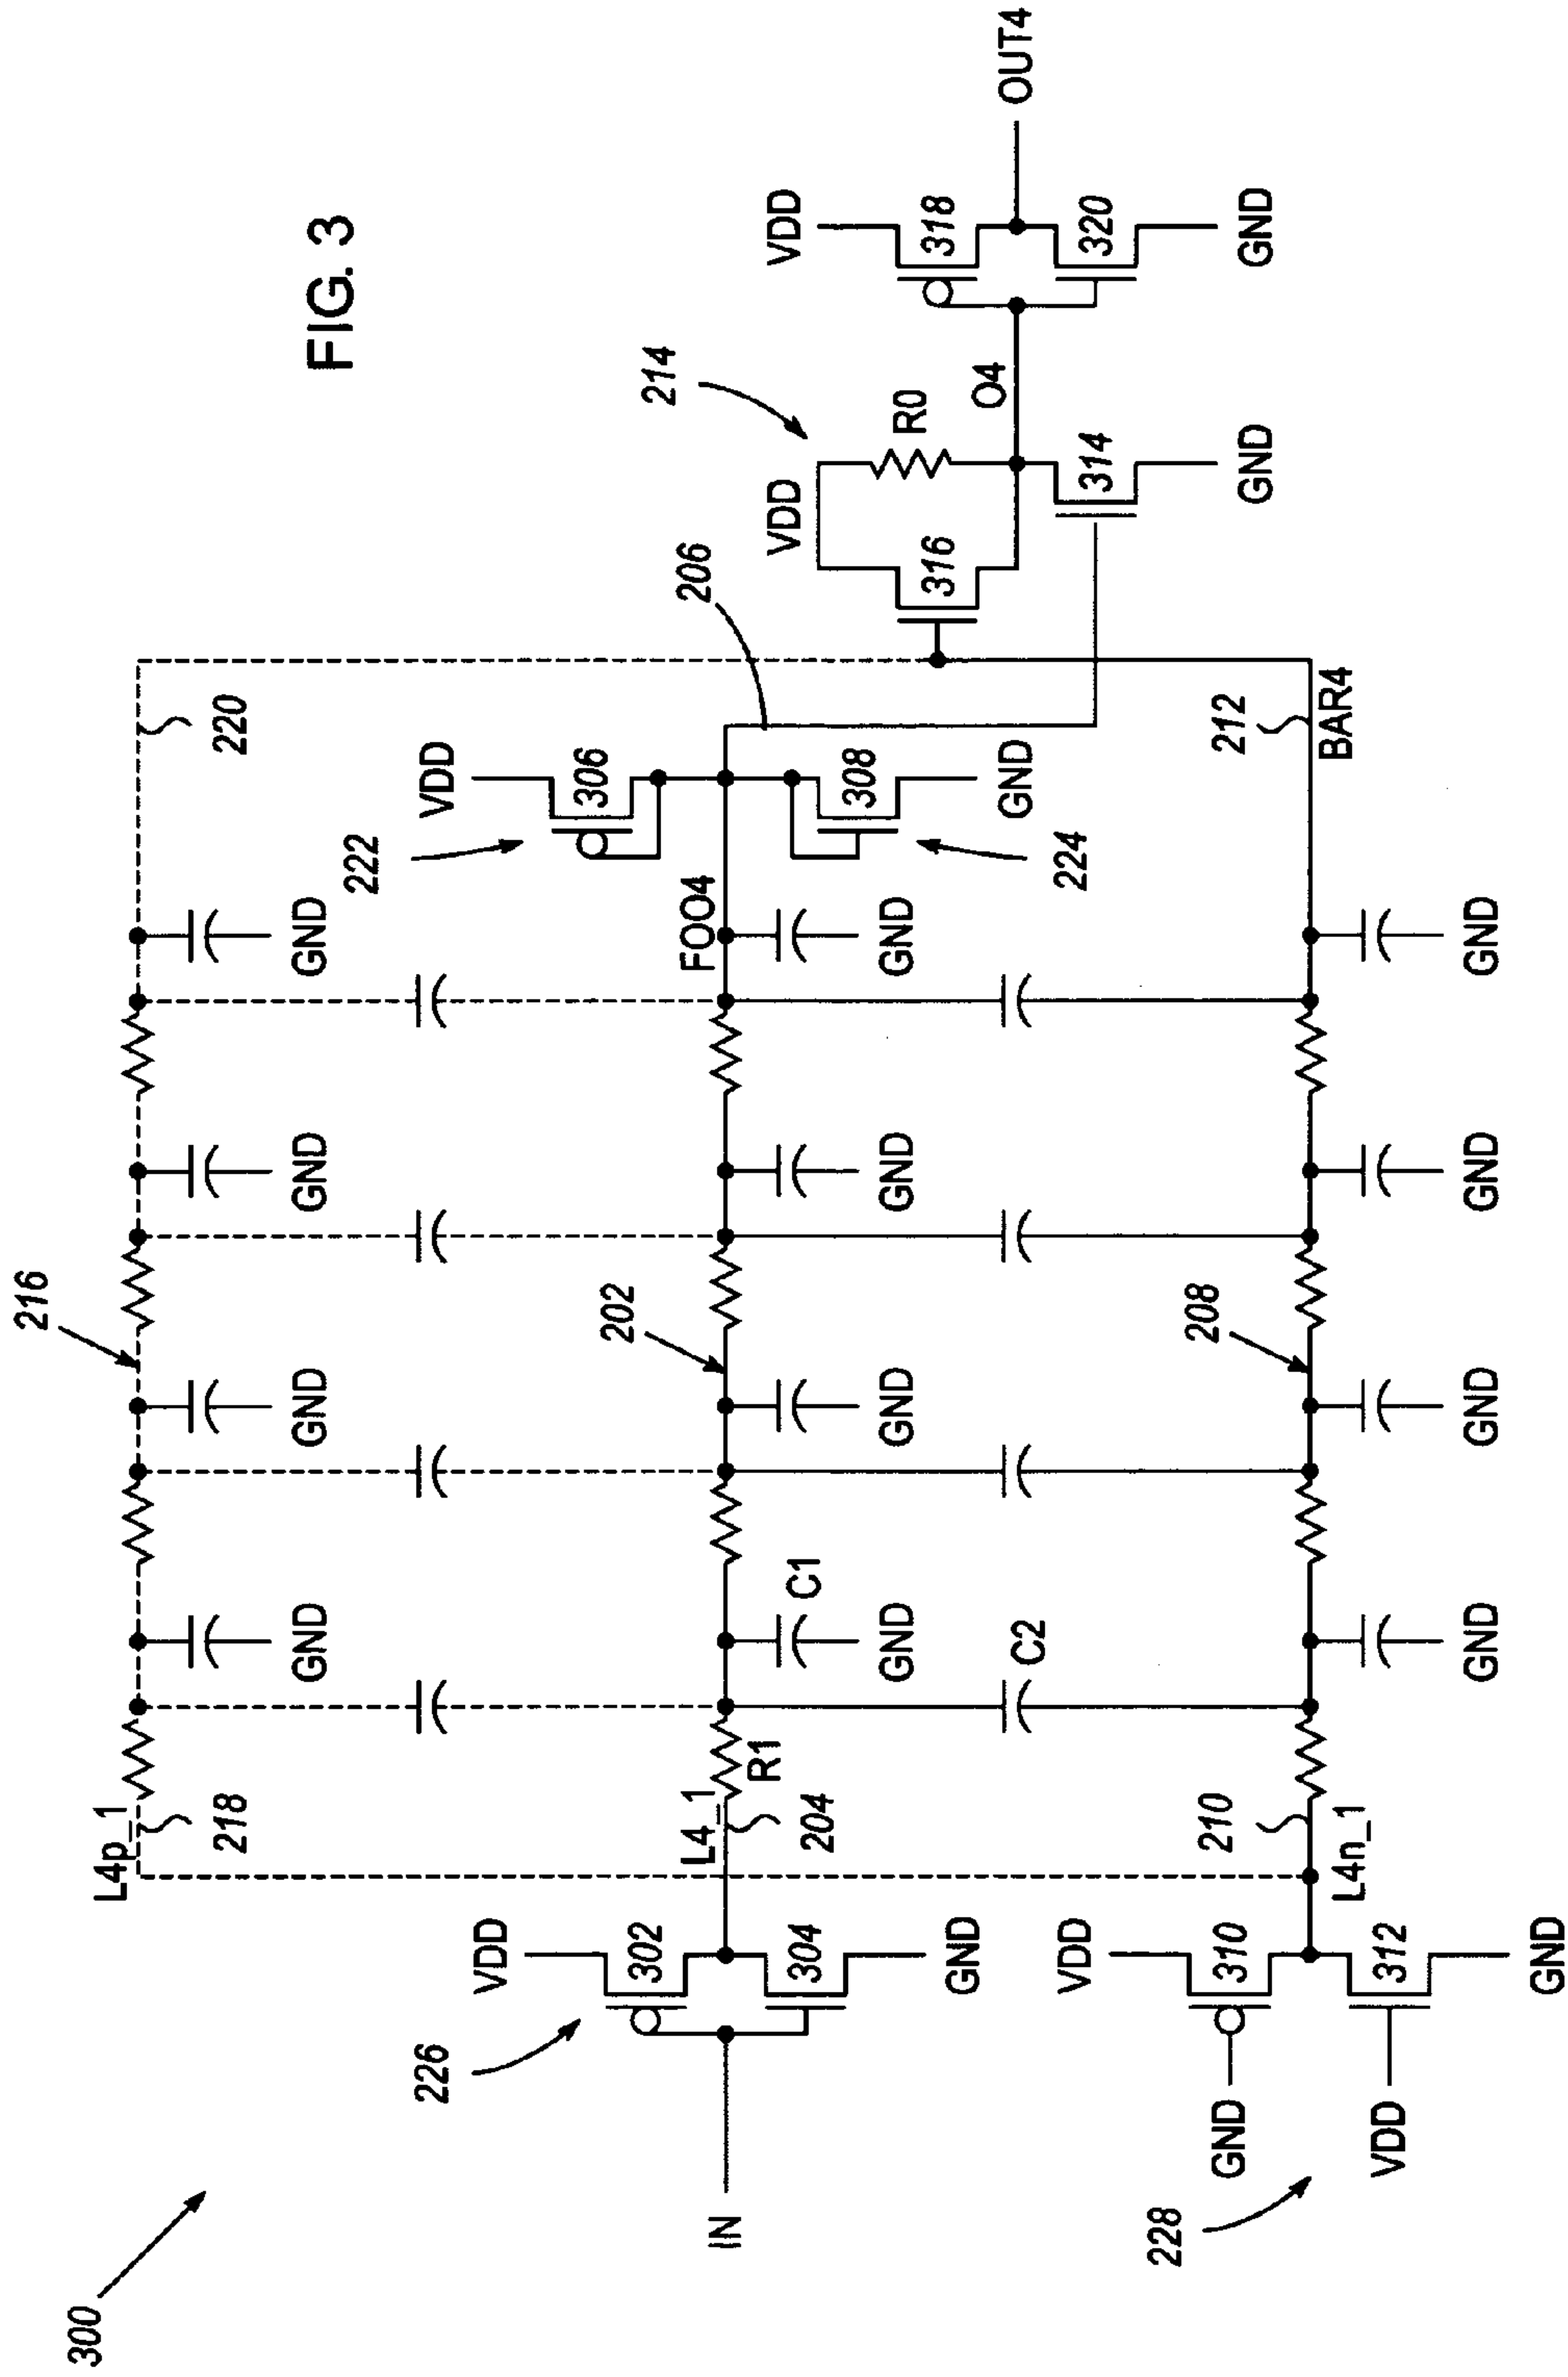 FIG. 3
300
216
L4p_1
218
220
GND
GND
GND
GND
226
IN
VDD
302
304
GND
L4_1
204
R1
C1
GND
202
GND
GND
FOO4
GND
222
VDD
306
308
GND
224
206
C2
228
GND
VDD
VDD
310
312
GND
L4n_1
210
208
212
BAR4
GND
GND
GND
GND
214
VDD
316
R0
O4
314
GND
VDD
318
320
GND
OUT4